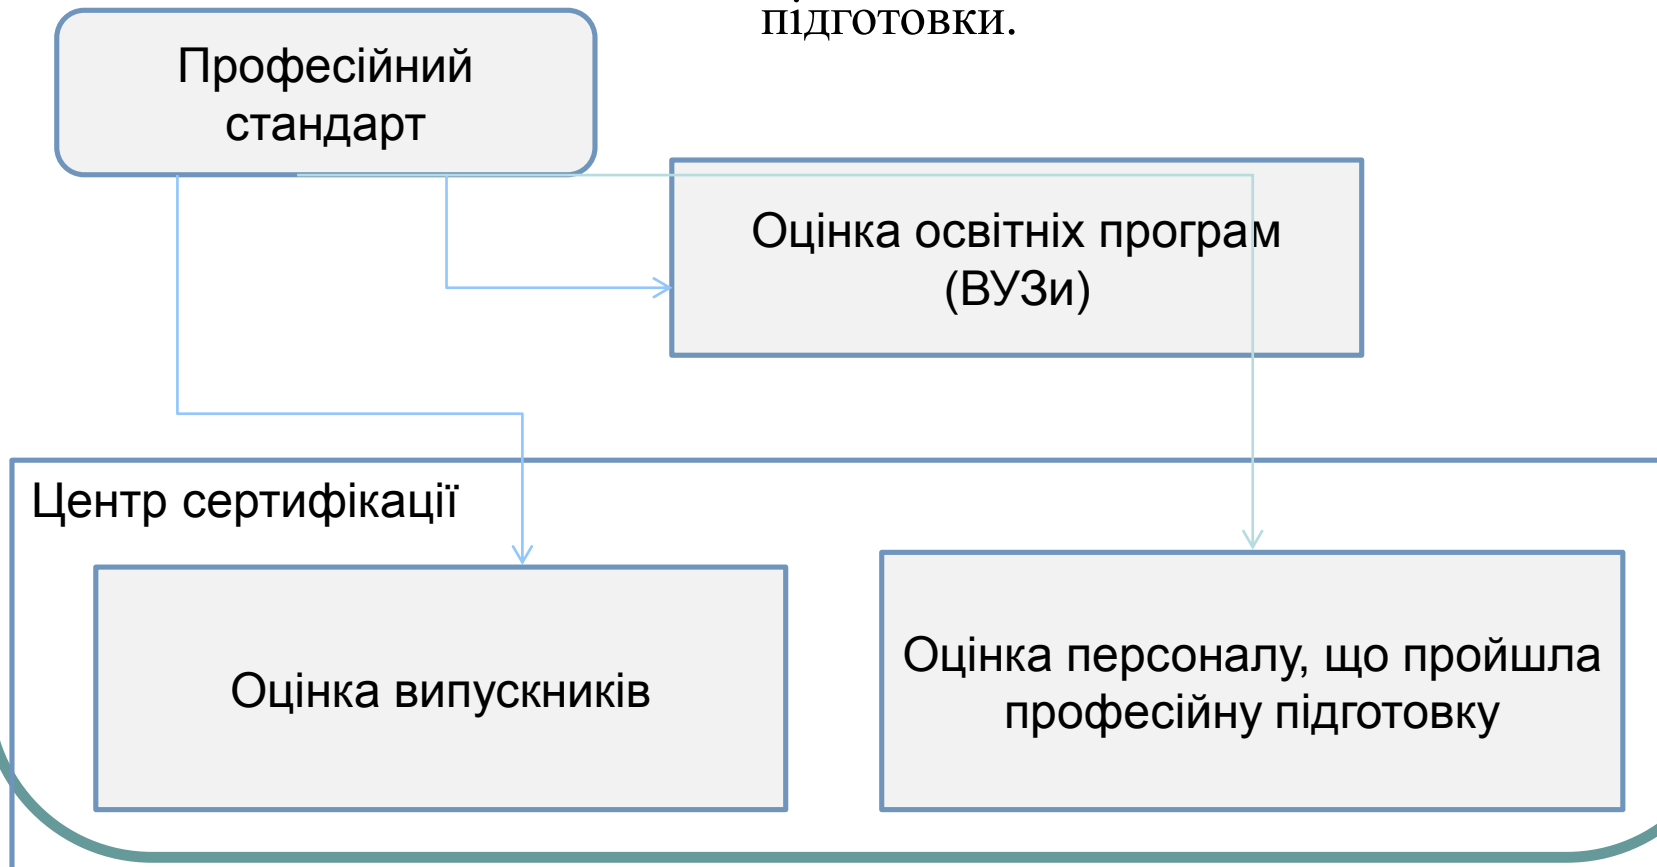 підготовки.
Професійний
стандарт
Оцінка освітніх програм
(ВУЗи)
Центр сертифікації
Оцінка випускників
Оцінка персоналу, що пройшла
професійну підготовку